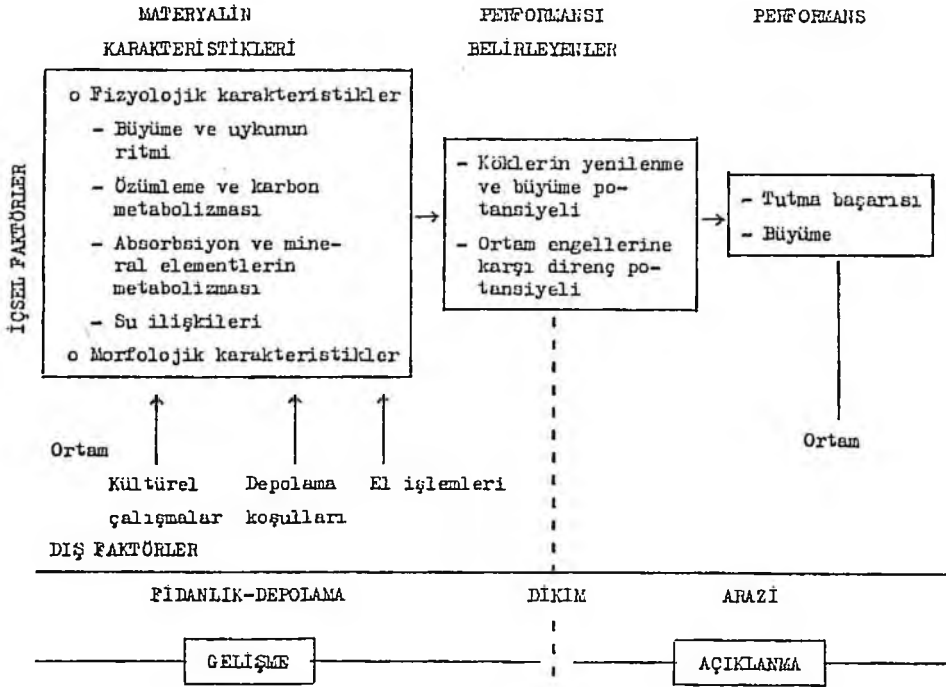 MATERYALİN
KARAKTERİSTİKLERİ
PERFORMANSI
BELİRLEYENLER
PERFORMANS
İÇSEL FAKTÖRLER
o Fizyolojik karakteristikler
- Büyüme ve uykunun
ritmi
- Özümleme ve karbon
metabolizması
- Absorbsiyon ve mine-
ral elementlerin
metabolizması
- Su ilişkileri
o Morfolojik karakteristikler
- Köklerin yenilenme
ve büyüme po-
tansiyeli
- Ortam engellerine
karşı direnç po-
tansiyeli
- Tutma başarısı
- Büyüme
Ortam
Kültürel
çalışmalar
Depolama
koşulları
El işlemleri
Ortam
DIŞ FAKTÖRLER
FİDANLIK-DEPOLAMA
DİKIM
ARAZİ
GELİŞME
AÇIKLANMA